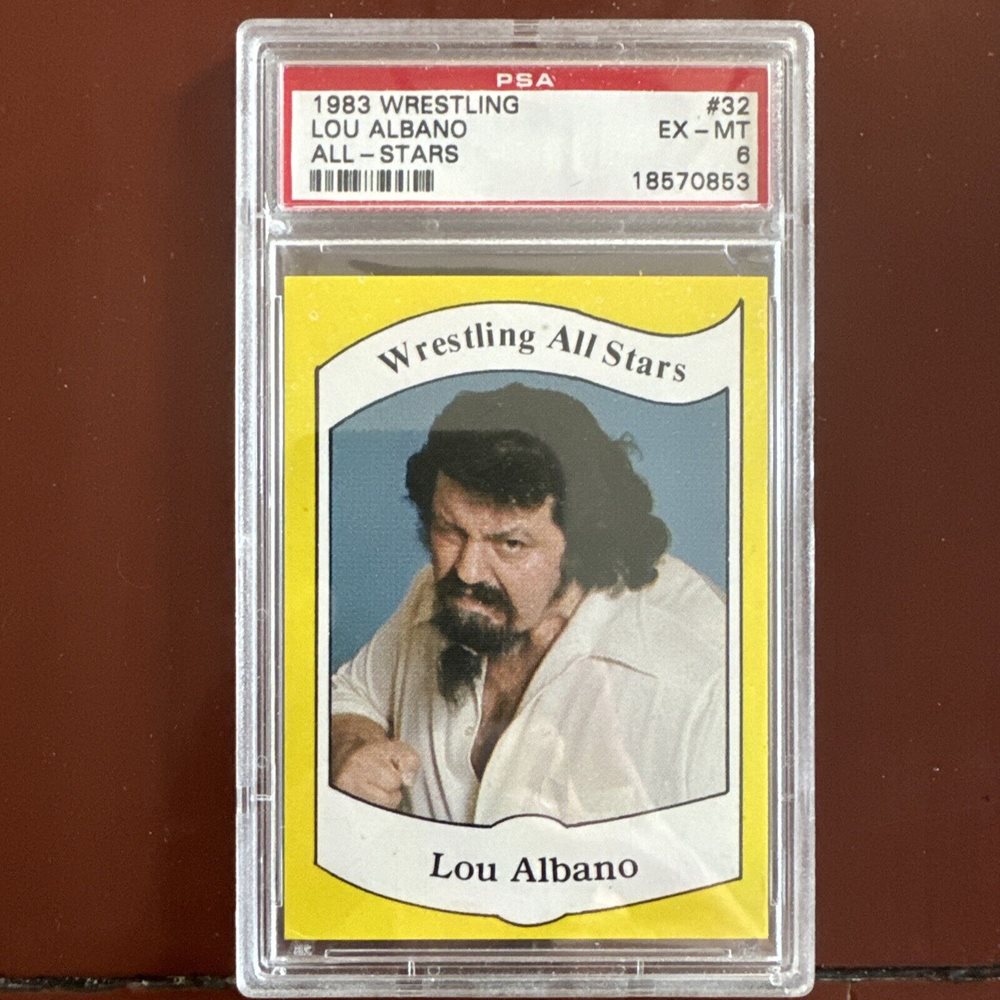 PSA
1983 WRESTLING #32
LOU ALBANO EX - MT
ALL - STARS 6
18570853
Wrestling All Stars
Lou Albano